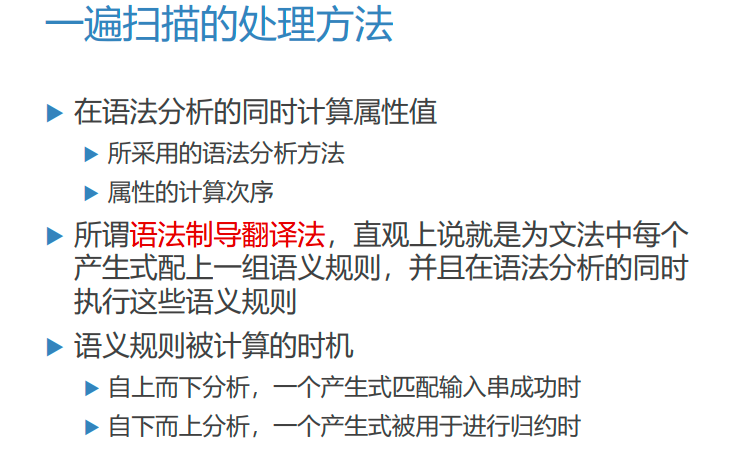 一遍扫描的处理方法
在语法分析的同时计算属性值
所采用的语法分析方法
属性的计算次序
所谓语法制导翻译法，直观上说就是为文法中每个
产生式配上一组语义规则，并且在语法分析的同时
执行这些语义规则
语义规则被计算的时机
自上而下分析，一个产生式匹配输入串成功时
自下而上分析，一个产生式被用于进行归约时